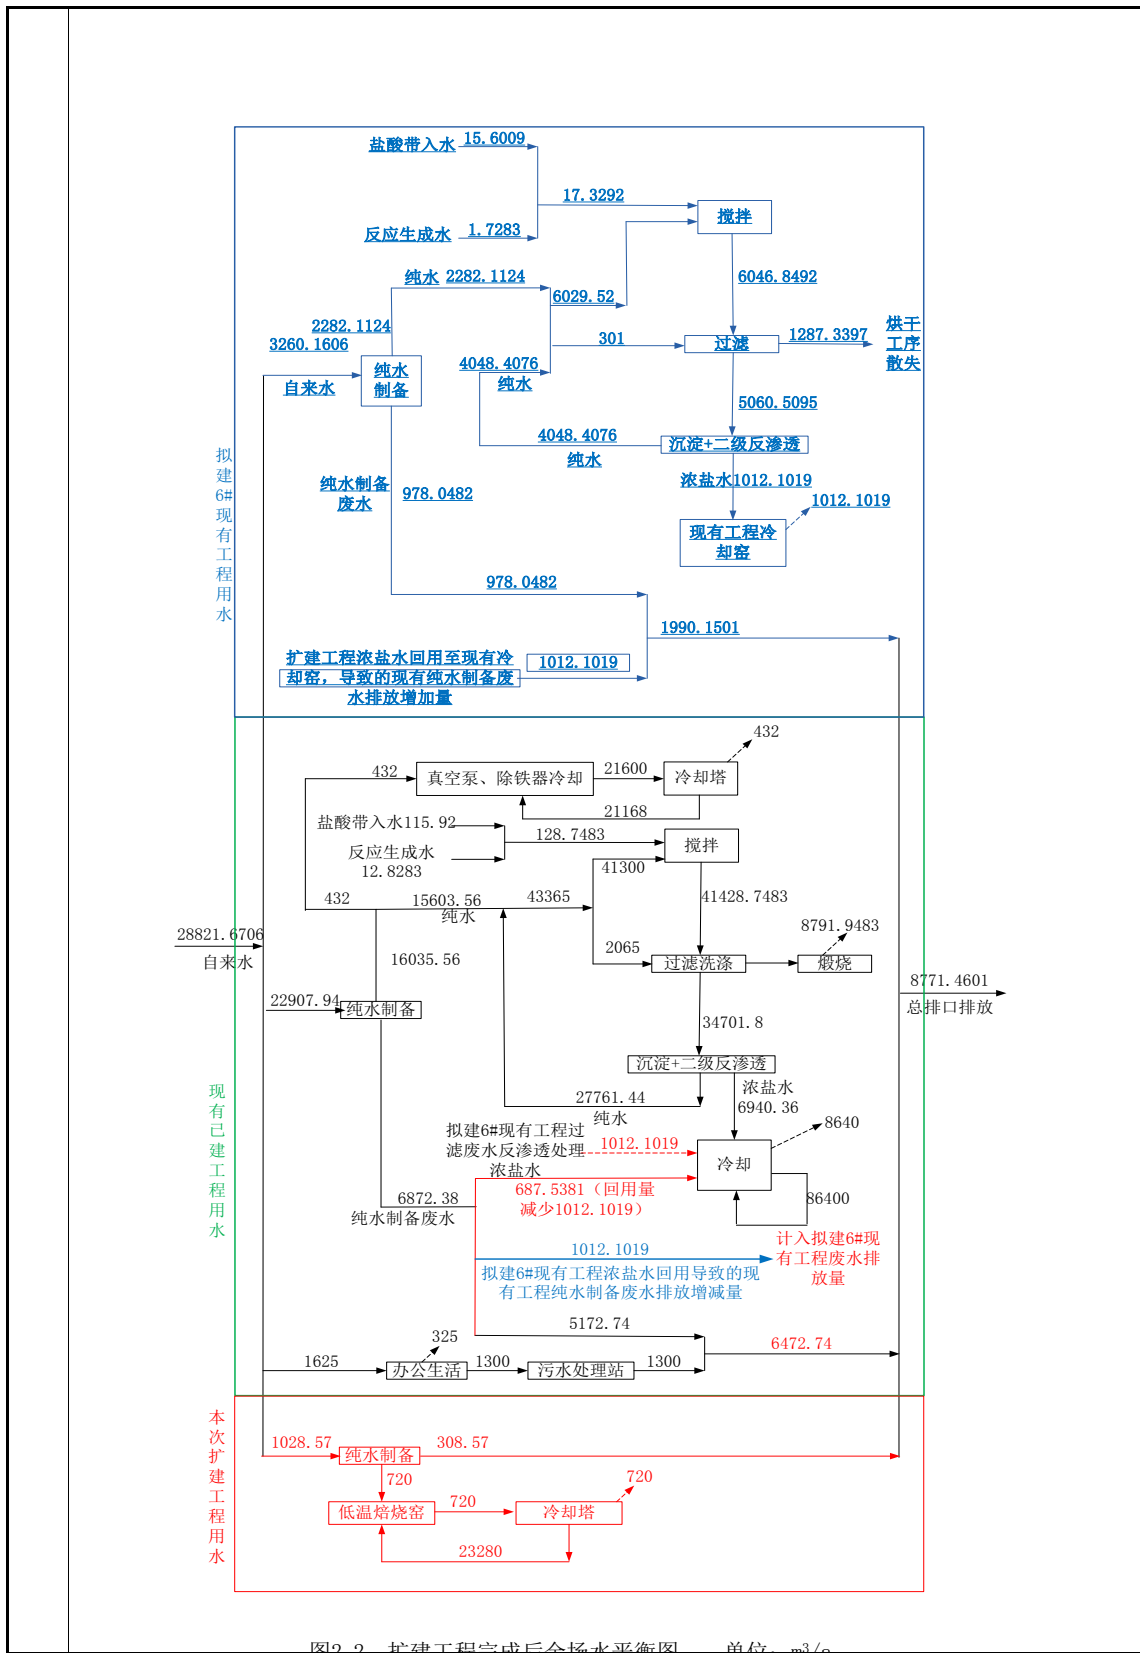 盐酸带入水
15.6009
17.3292
搅拌
反应生成水
1.7283
纯水
2282.1124
6046.8492
6029.52
2282.1124
3260.1606
301
过滤
1287.3397
烘干
工序
散失
纯水
制备
4048.4076
纯水
自来水
5060.5095
4048.4076
纯水
沉淀+二级反渗透
浓盐水1012.1019
纯水制备
废水
978.0482
1012.1019
现有工程冷
却窑
978.0482
1990.1501
扩建工程浓盐水回用至现有冷
却窑，导致的现有纯水制备废
水排放增加量
1012.1019
拟建6#现有工程用水
432
432
真空泵、除铁器冷却
21600
冷却塔
21168
盐酸带入水115.92
128.7483
搅拌
反应生成水
12.8283
41300
432
15603.56
纯水
43365
41428.7483
8791.9483
28821.6706
自来水
16035.56
2065
过滤洗涤
煅烧
22907.94
纯水制备
8771.4601
总排口排放
34701.8
沉淀+二级反渗透
浓盐水
6940.36
27761.44
纯水
现有已建工程用水
拟建6#现有工程过
滤废水反渗透处理
浓盐水
1012.1019
冷却
8640
687.5381（回用量
减少1012.1019）
86400
6872.38
纯水制备废水
计入拟建6#现
有工程废水排
放量
1012.1019
拟建6#现有工程浓盐水回用导致的现
有工程纯水制备废水排放增减量
5172.74
325
6472.74
1625
办公生活
1300
污水处理站
1300
本次扩建工程用水
1028.57
纯水制备
308.57
720
720
低温焙烧窑
720
冷却塔
23280
图2-2 扩建工程完成后全场水平衡图 单位：m³/a